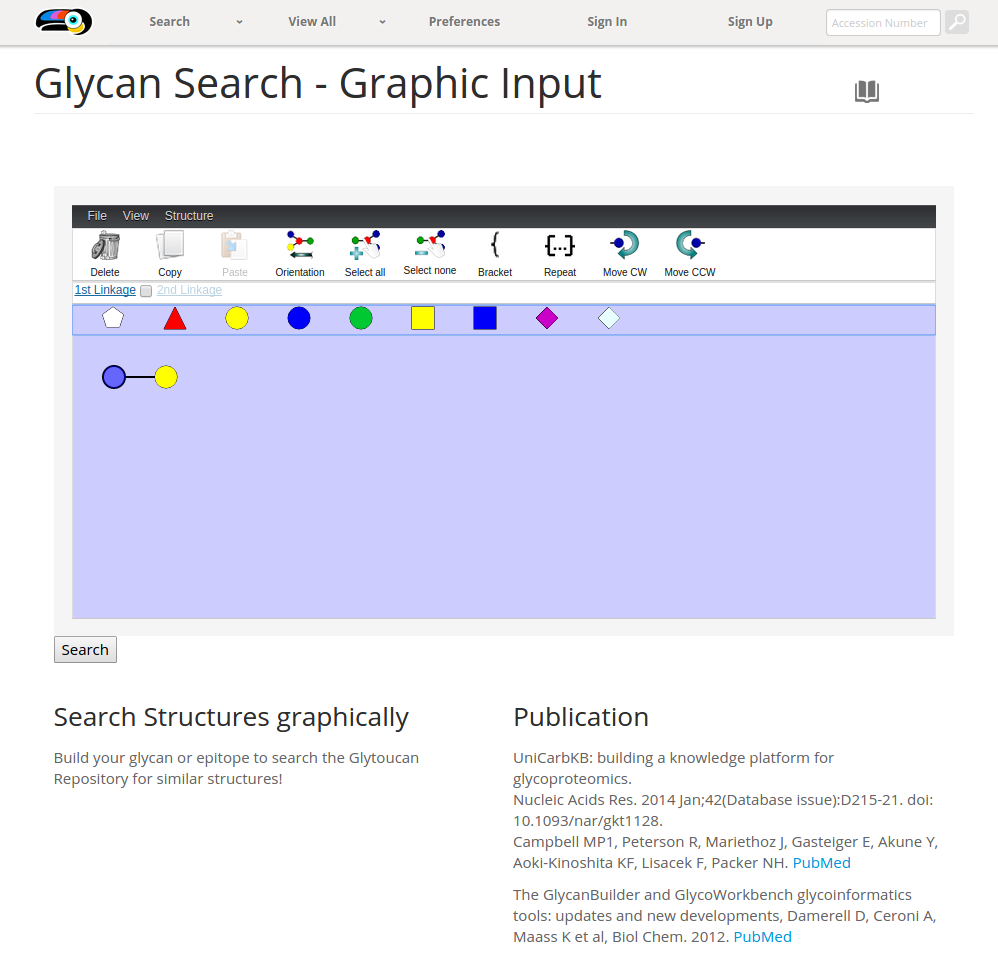 Search View All Preferences Sign In Sign Up Accession Number
Glycan Search - Graphic Input
File View Structure
Delete Copy Paste Orientation Select all Select none Bracket Repeat Move CW Move CCW
1st Linkage 2nd Linkage
Search
Search Structures graphically
Build your glycan or epitope to search the Glytoucan
Repository for similar structures!
Publication
UniCarbKB: building a knowledge platform for
glycoproteomics.
Nucleic Acids Res. 2014 Jan;42(Database issue):D215-21. doi:
10.1093/nar/gkt1128.
Campbell MP1, Peterson R, Mariethoz J, Gasteiger E, Akune Y,
Aoki-Kinoshita KF, Lisacek F, Packer NH. PubMed
The GlycanBuilder and GlycoWorkbench glycoinformatics
tools: updates and new developments, Damerell D, Ceroni A,
Maass K et al, Biol Chem. 2012. PubMed